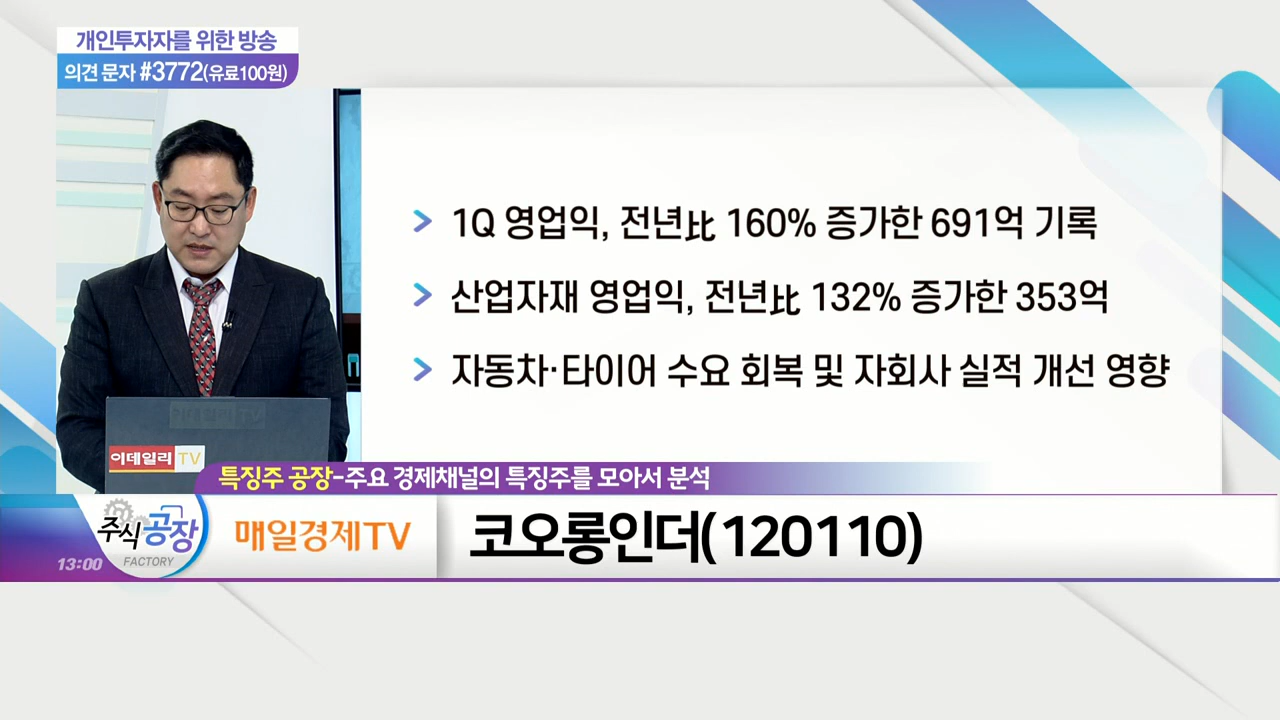 개인투자자를 위한 방송
의견 문자 #3772(유료100원)
> 1Q 영업익, 전년比 160% 증가한 691억 기록
> 산업자재 영업익, 전년比 132% 증가한 353억
> 자동차·타이어 수요 회복 및 자회사 실적 개선 영향
이데일리 TV
특징주 공장-주요 경제채널의 특징주를 모아서 분석
주식공장
FACTORY
13:00
매일경제TV
코오롱인더(120110)